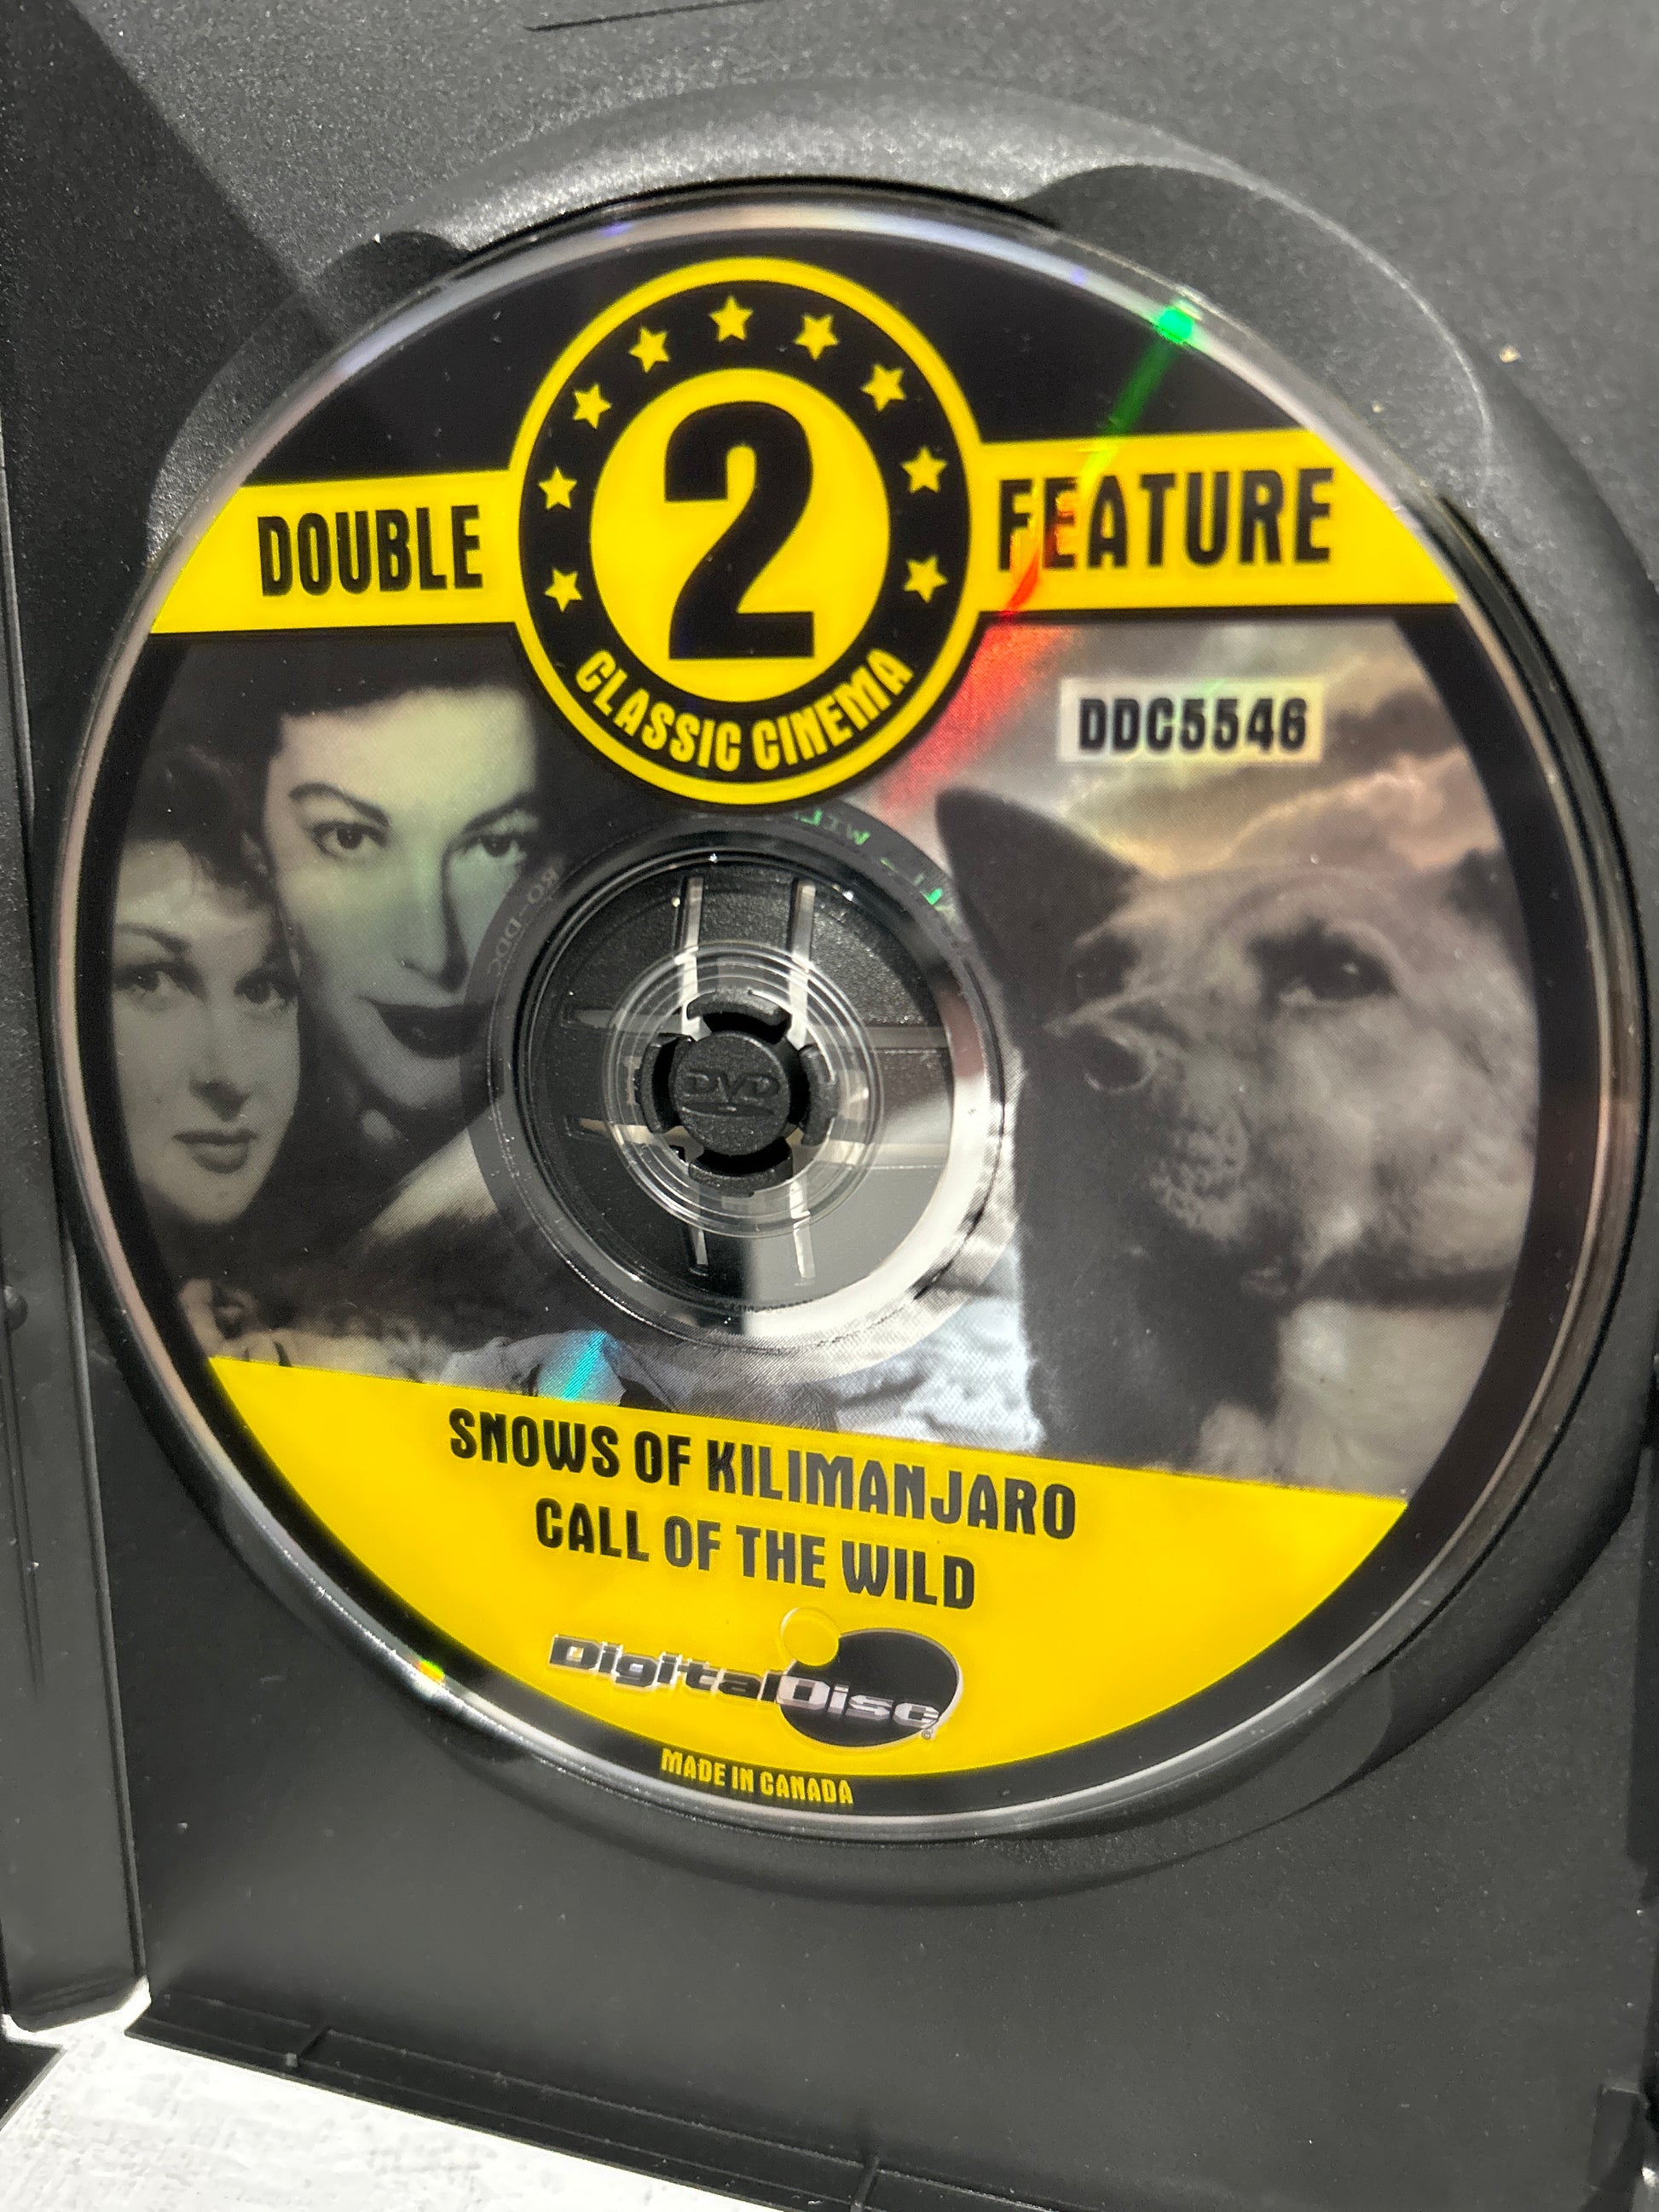 DOUBLE
2
FEATURE
CLASSIC CINEMA
DDC5546
DVD
SNOWS OF KILIMANJARO
CALL OF THE WILD
DigitalDisc
MADE IN CANADA